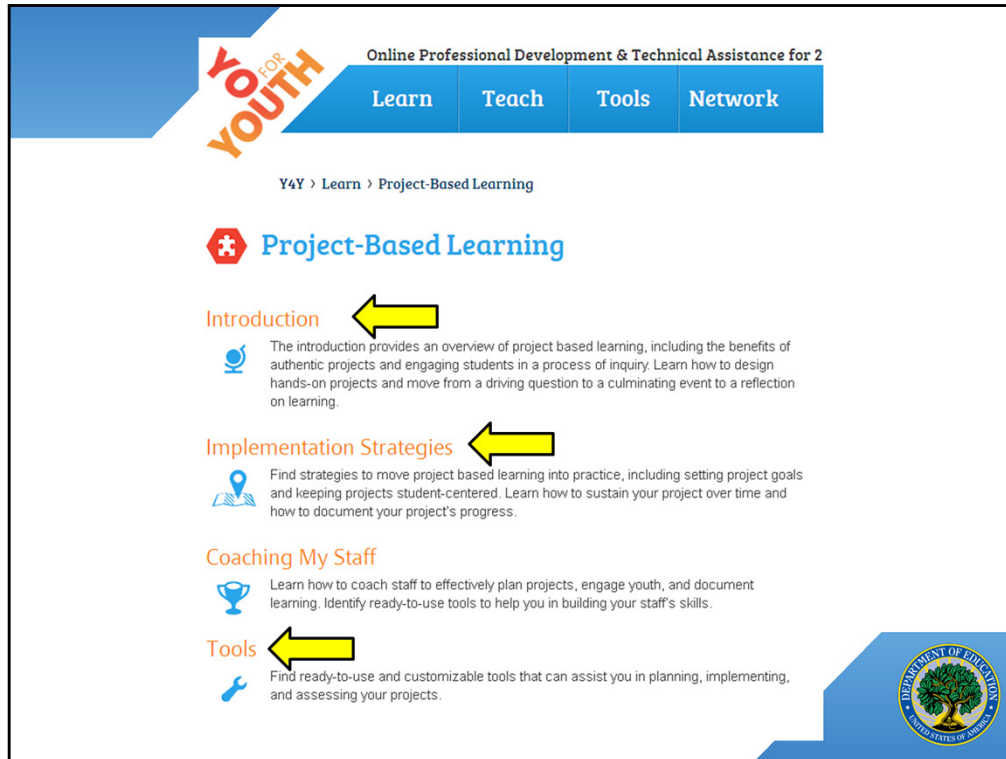 YO FOR
YOUTH
Online Professional Development & Technical Assistance for 2
Learn Teach Tools Network
Y4Y > Learn > Project-Based Learning
Project-Based Learning
Introduction
The introduction provides an overview of project based learning, including the benefits of
authentic projects and engaging students in a process of inquiry. Learn how to design
hands-on projects and move from a driving question to a culminating event to a reflection
on learning.
Implementation Strategies
Find strategies to move project based learning into practice, including setting project goals
and keeping projects student-centered. Learn how to sustain your project over time and
how to document your project's progress.
Coaching My Staff
Learn how to coach staff to effectively plan projects, engage youth, and document
learning. Identify ready-to-use tools to help you in building your staff's skills.
Tools
Find ready-to-use and customizable tools that can assist you in planning, implementing,
and assessing your projects.
DEPARTMENT OF EDUCATION
UNITED STATES OF AMERICA